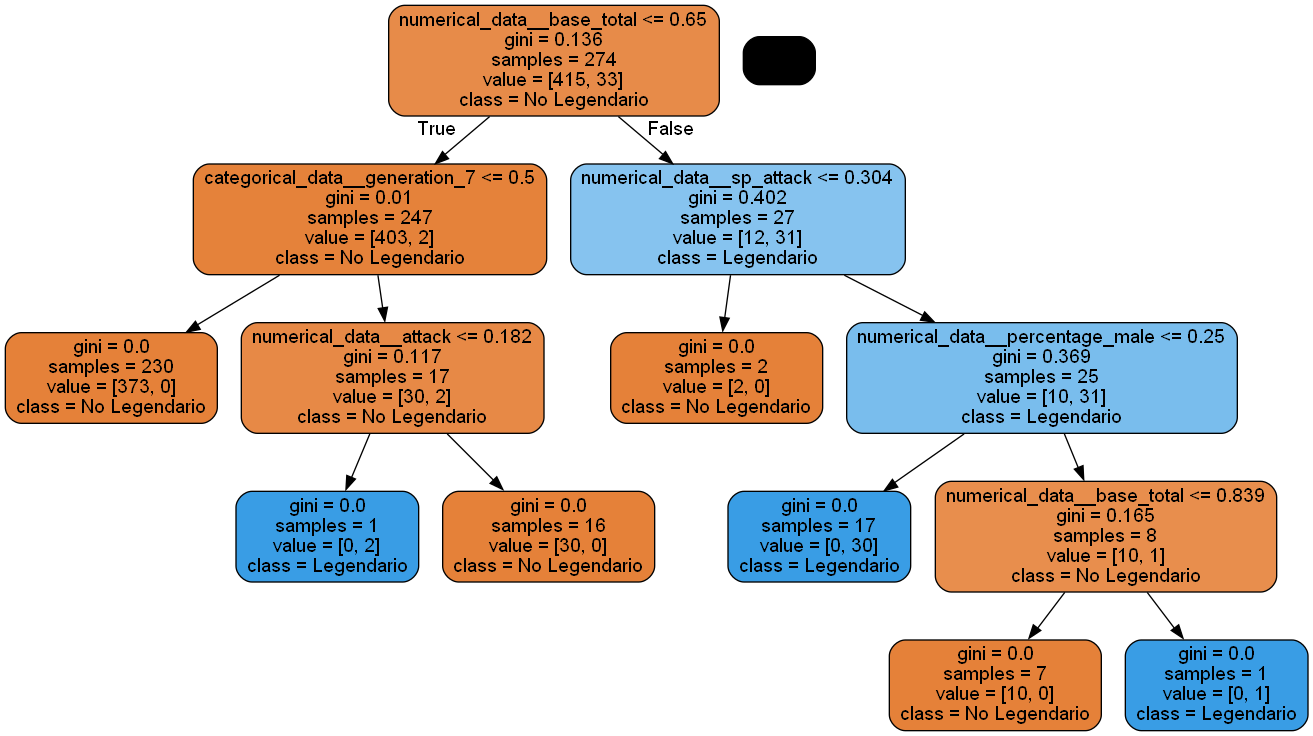 numerical_data__base_total <= 0.65
gini = 0.136
samples = 274
value = [415, 33]
class = No Legendario
True
False
categorical_data__generation_7 <= 0.5
gini = 0.01
samples = 247
value = [403, 2]
class = No Legendario
numerical_data__sp_attack <= 0.304
gini = 0.402
samples = 27
value = [12, 31]
class = Legendario
gini = 0.0
samples = 230
value = [373, 0]
class = No Legendario
numerical_data__attack <= 0.182
gini = 0.117
samples = 17
value = [30, 2]
class = No Legendario
gini = 0.0
samples = 2
value = [2, 0]
class = No Legendario
numerical_data__percentage_male <= 0.25
gini = 0.369
samples = 25
value = [10, 31]
class = Legendario
gini = 0.0
samples = 1
value = [0, 2]
class = Legendario
gini = 0.0
samples = 16
value = [30, 0]
class = No Legendario
gini = 0.0
samples = 17
value = [0, 30]
class = Legendario
numerical_data__base_total <= 0.839
gini = 0.165
samples = 8
value = [10, 1]
class = No Legendario
gini = 0.0
samples = 7
value = [10, 0]
class = No Legendario
gini = 0.0
samples = 1
value = [0, 1]
class = Legendario